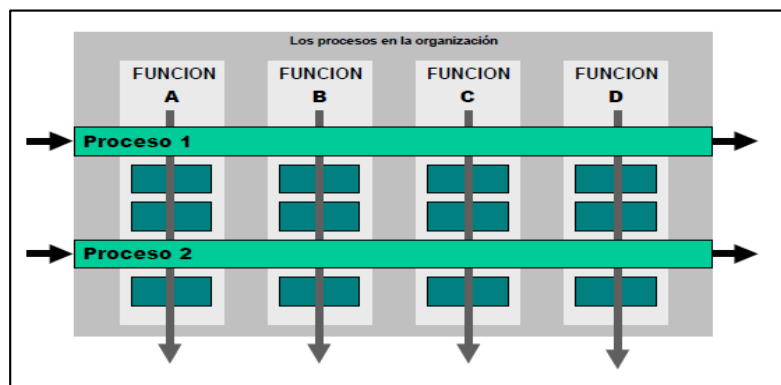 Los procesos en la organización
FUNCION
A
FUNCION
B
FUNCION
C
FUNCION
D
Proceso 1
Proceso 2